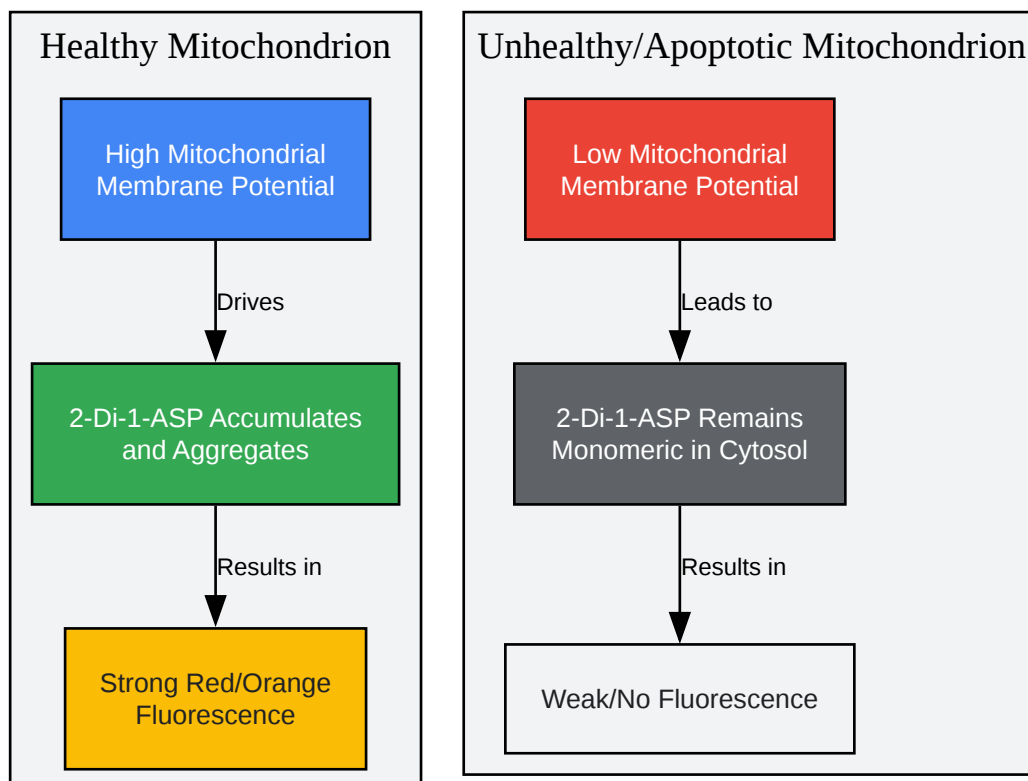 Healthy Mitochondrion
High Mitochondrial
Membrane Potential
Drives
2-Di-1-ASP Accumulates
and Aggregates
Results in
Strong Red/Orange
Fluorescence
Unhealthy/Apoptotic Mitochondrion
Low Mitochondrial
Membrane Potential
Leads to
2-Di-1-ASP Remains
Monomeric in Cytosol
Results in
Weak/No Fluorescence